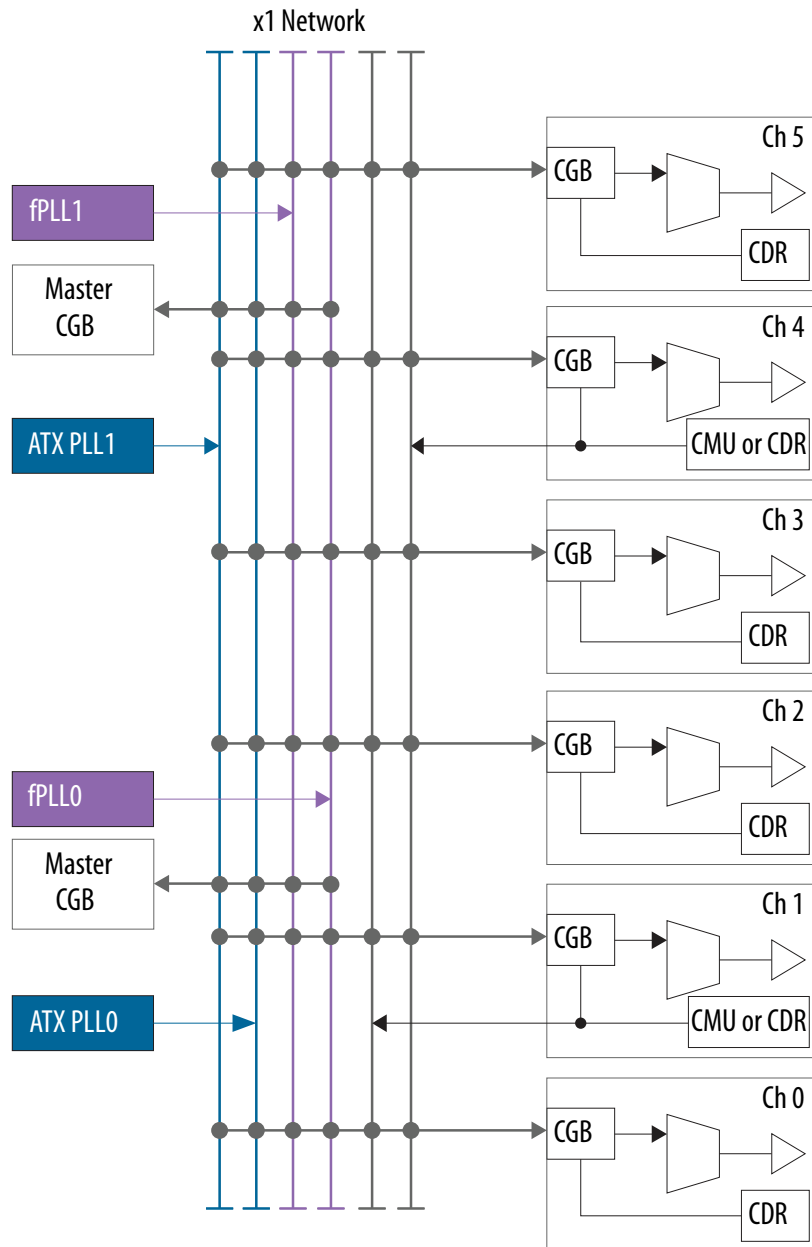 x1 Network
Ch 5
CGB
CDR
fPLL1
Master
CGB
Ch 4
CGB
CMU or CDR
ATX PLL1
Ch 3
CGB
CDR
Ch 2
CGB
CDR
fPLL0
Master
CGB
Ch 1
CGB
CMU or CDR
ATX PLL0
Ch 0
CGB
CDR